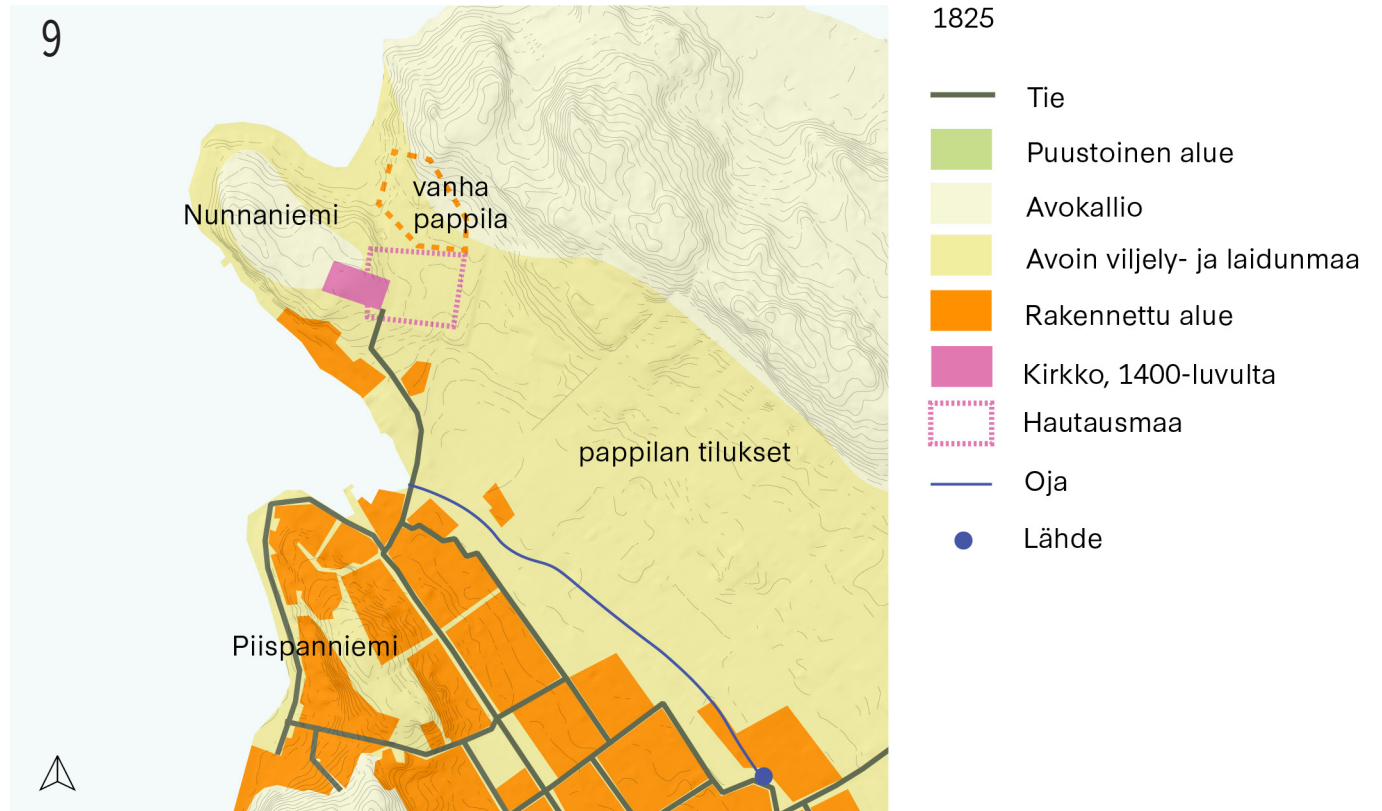 9
vanha
pappila
Nunnaniemi
pappilan tilukset
Piispanniemi
1825
Tie
Puustoinen alue
Avokallio
Avoin viljely- ja laidunmaa
Rakennettu alue
Kirkko, 1400-luvulta
Hautausmaa
Oja
Lähde